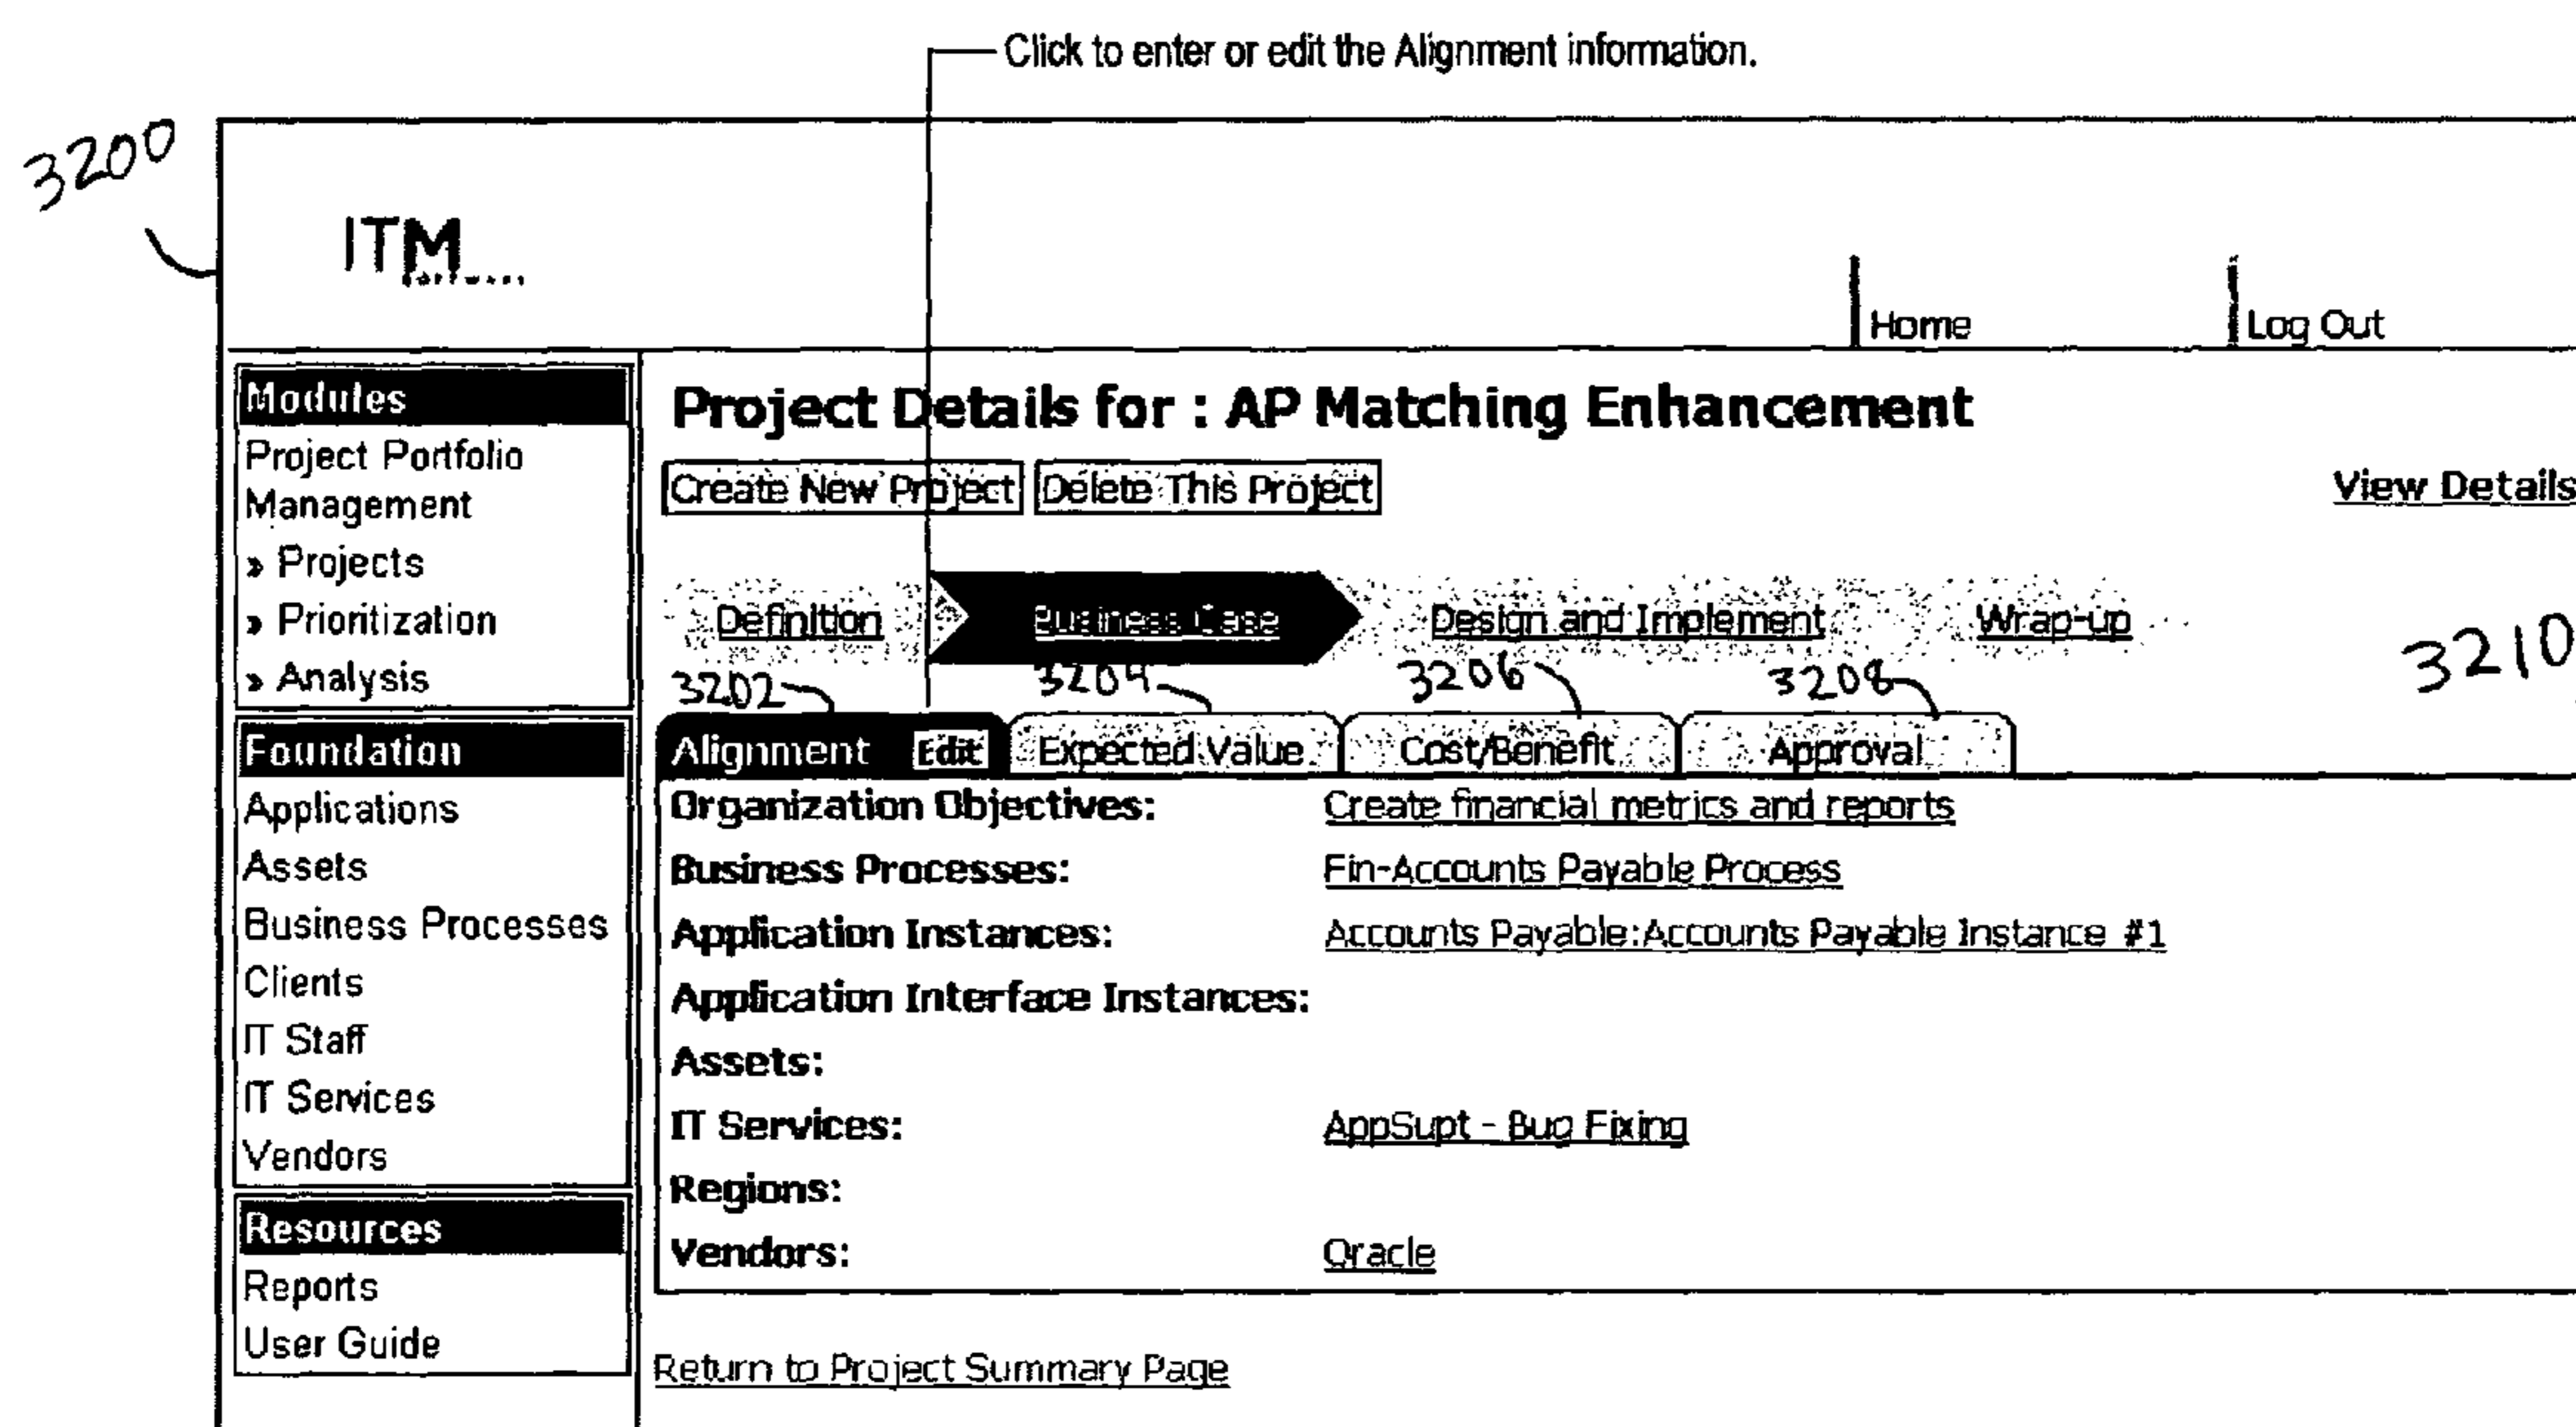 Click to enter or edit the Alignment information.
3200
ITM
Home
Log Out
Modules
Project Portfolio
Management
» Projects
» Prioritization
» Analysis
Foundation
Applications
Assets
Business Processes
Clients
IT Staff
IT Services
Vendors
Resources
Reports
User Guide
Project Details for : AP Matching Enhancement
Create New Project Delete This Project
View Details
Definition Business Case Design and Implement Wrap-up
3210
3202 3204 3206 3208
Alignment Edit Expected Value Cost/Benefit Approval
Organization Objectives: Create financial metrics and reports
Business Processes: Fin-Accounts Payable Process
Application Instances: Accounts Payable:Accounts Payable Instance #1
Application Interface Instances:
Assets:
IT Services: AppSupt - Bug Fixing
Regions:
Vendors: Oracle
Return to Project Summary Page